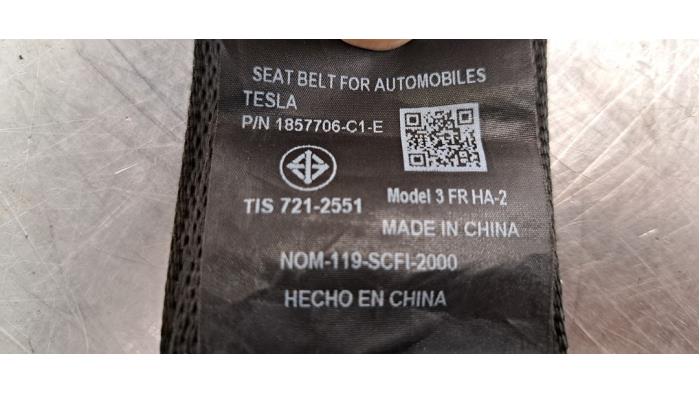 SEAT BELT FOR AUTOMOBILES
TESLA
P/N 1857706-C1-E
TIS 721-2551
Model 3 FR HA-2
MADE IN CHINA
NOM-119-SCFI-2000
HECHO EN CHINA